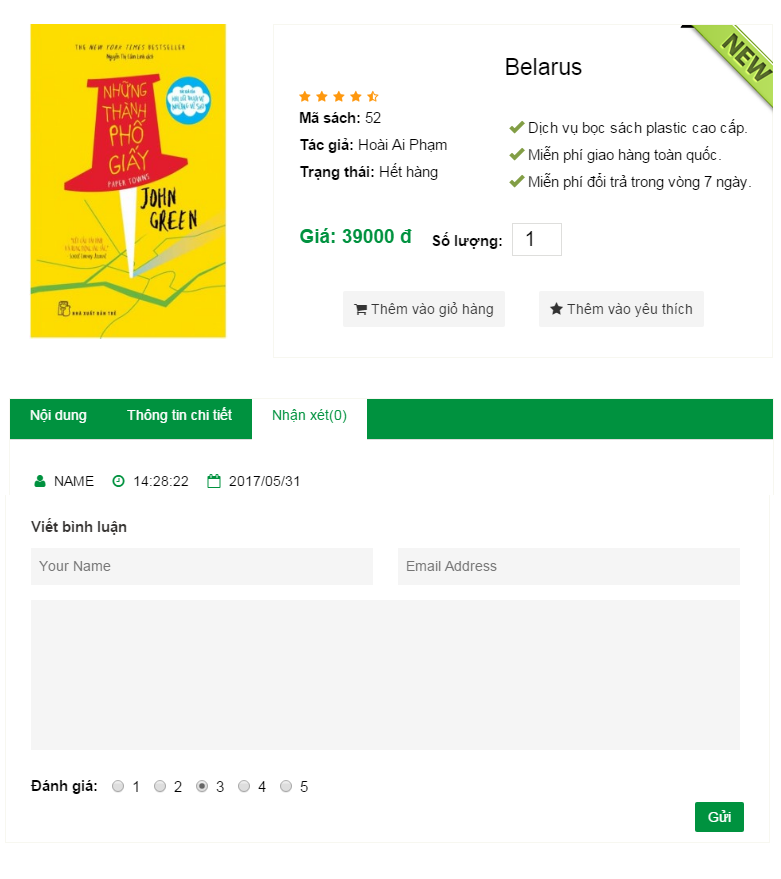 THE NEW YORK TIMES BESTSELLER
Nguyễn Thị Cẩm Linh dịch
NHỮNG
THÀNH
PHỐ
GIẤY
PAPER TOWNS
JOHN
GREEN
NHÀ XUẤT BẢN TRẺ
NEW
Belarus
Mã sách: 52
Tác giả: Hoài Ai Phạm
Trạng thái: Hết hàng
Dịch vụ bọc sách plastic cao cấp.
Miễn phí giao hàng toàn quốc.
Miễn phí đổi trả trong vòng 7 ngày.
Giá: 39000 đ
Số lượng: 1
Thêm vào giỏ hàng
Thêm vào yêu thích
Nội dung Thông tin chi tiết Nhận xét(0)
NAME 14:28:22 2017/05/31
Viết bình luận
Your Name Email Address
Đánh giá: 1 2 3 4 5
Gửi